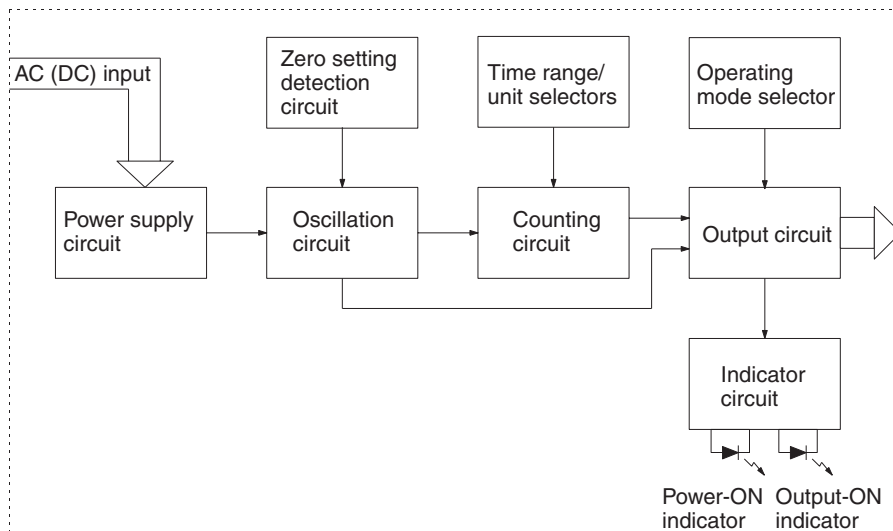 AC (DC) input
Zero setting
detection
circuit
Time range/
unit selectors
Operating
mode selector
Power supply
circuit
Oscillation
circuit
Counting
circuit
Output circuit
Indicator
circuit
Power-ON
indicator
Output-ON
indicator